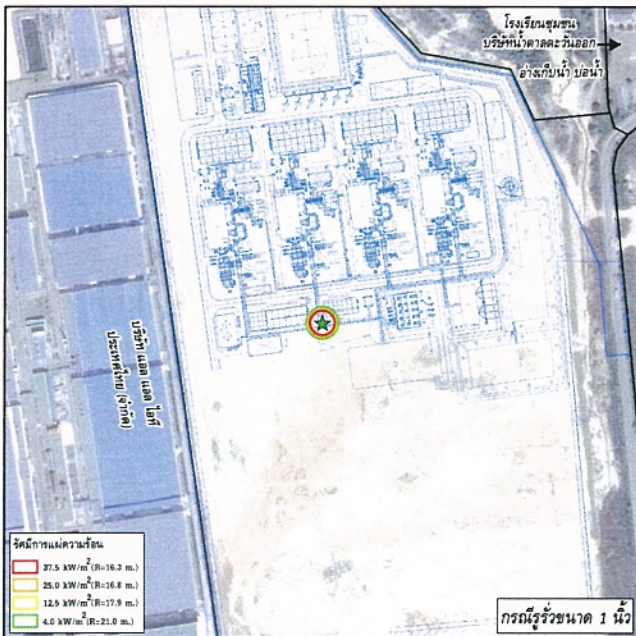 โรงเรียนชุมชน
บริษัทน้ำตาลตะวันออก
อ่างเก็บน้ำ บ่อน้ำ
บริษัท แอล แอล ไอที
ประเทศไทย (จำกัด)
รัศมีการแผ่ความร้อน
37.5 kW/m² (R=16.3 m.)
25.0 kW/m² (R=16.8 m.)
12.5 kW/m² (R=17.9 m.)
4.0 kW/m² (R=21.0 m.)
กรณีรูรั่วขนาด 1 นิ้ว